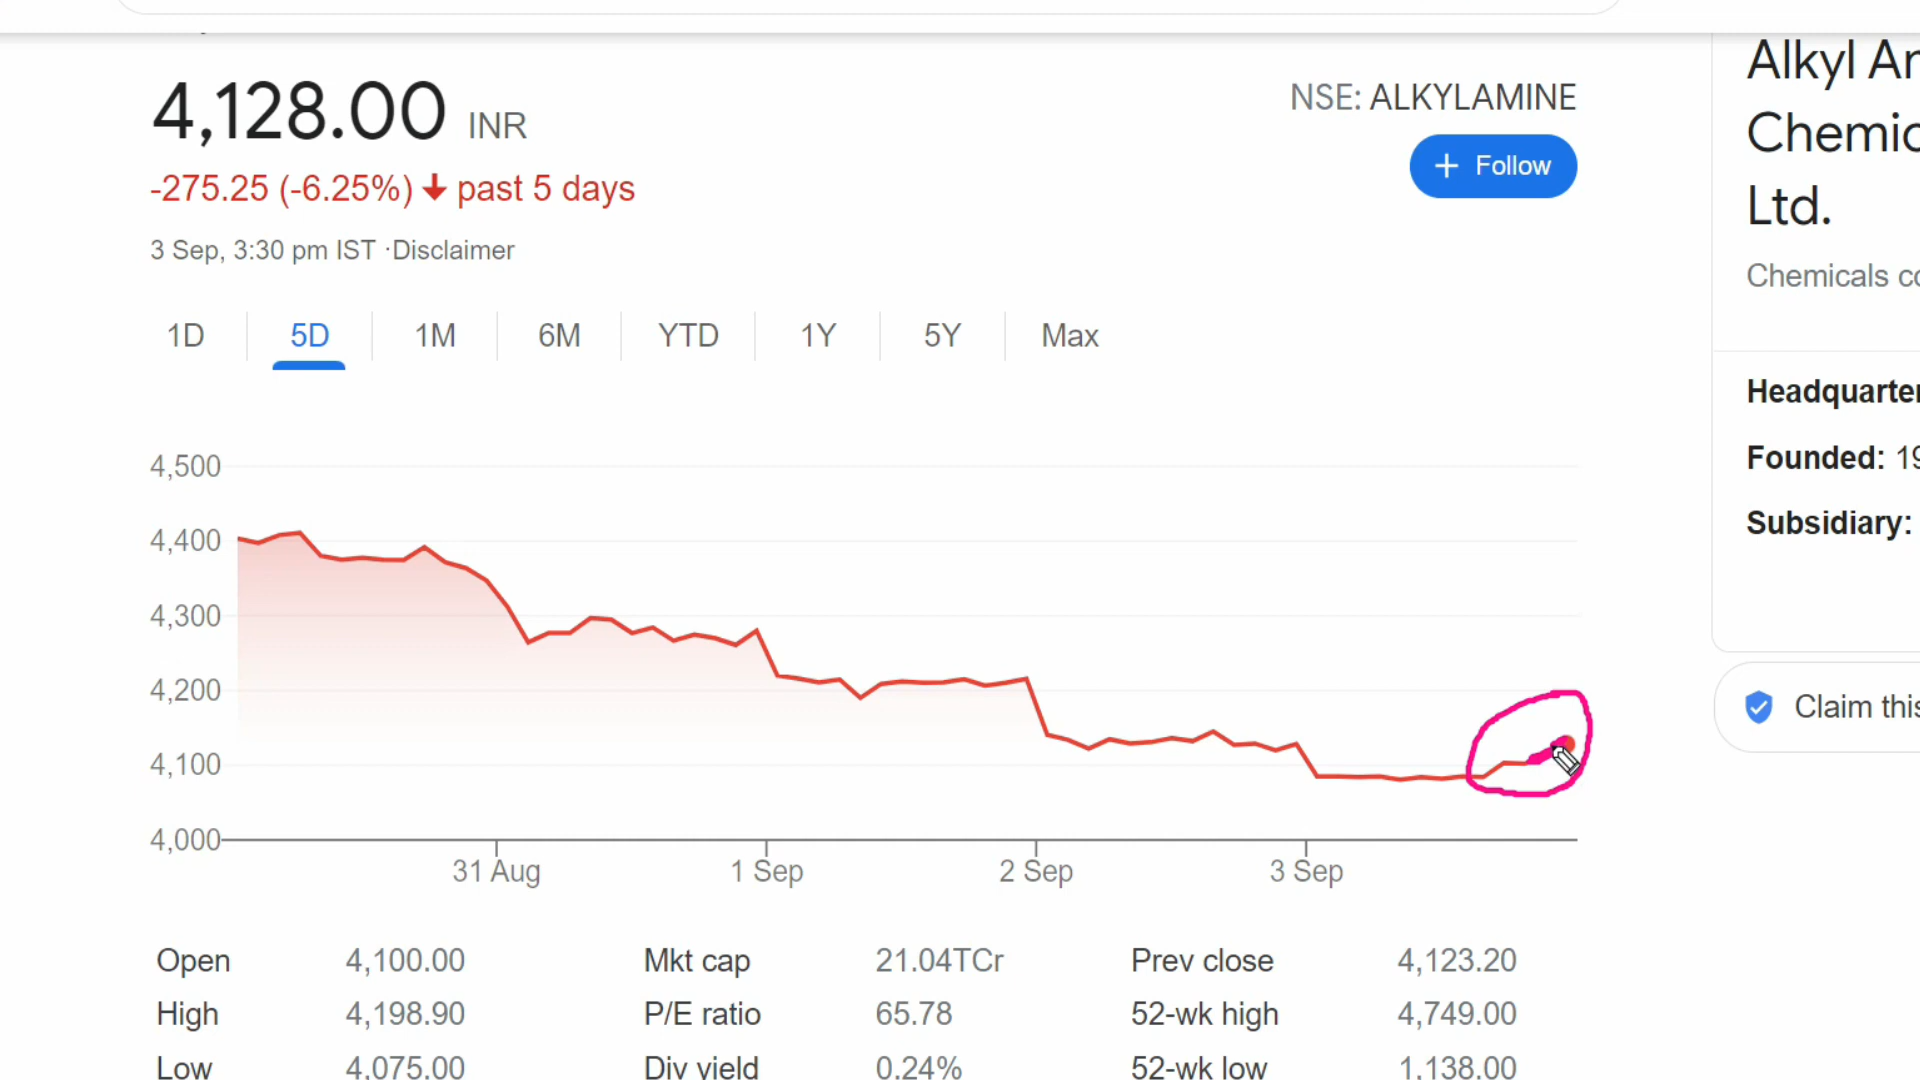 4,128.00 INR
-275.25 (-6.25%) past 5 days
3 Sep, 3:30 pm IST ·Disclaimer
NSE: ALKYLAMINE
+ Follow
1D 5D 1M 6M YTD 1Y 5Y Max
4,500
4,400
4,300
4,200
4,100
4,000
31 Aug 1 Sep 2 Sep 3 Sep
Open 4,100.00 Mkt cap 21.04TCr Prev close 4,123.20
High 4,198.90 P/E ratio 65.78 52-wk high 4,749.00
Low 4,075.00 Div yield 0.24% 52-wk low 1,138.00
Alkyl
Chemic
Ltd.
Chemicals
Headquarter
Founded: 19
Subsidiary:
Claim this